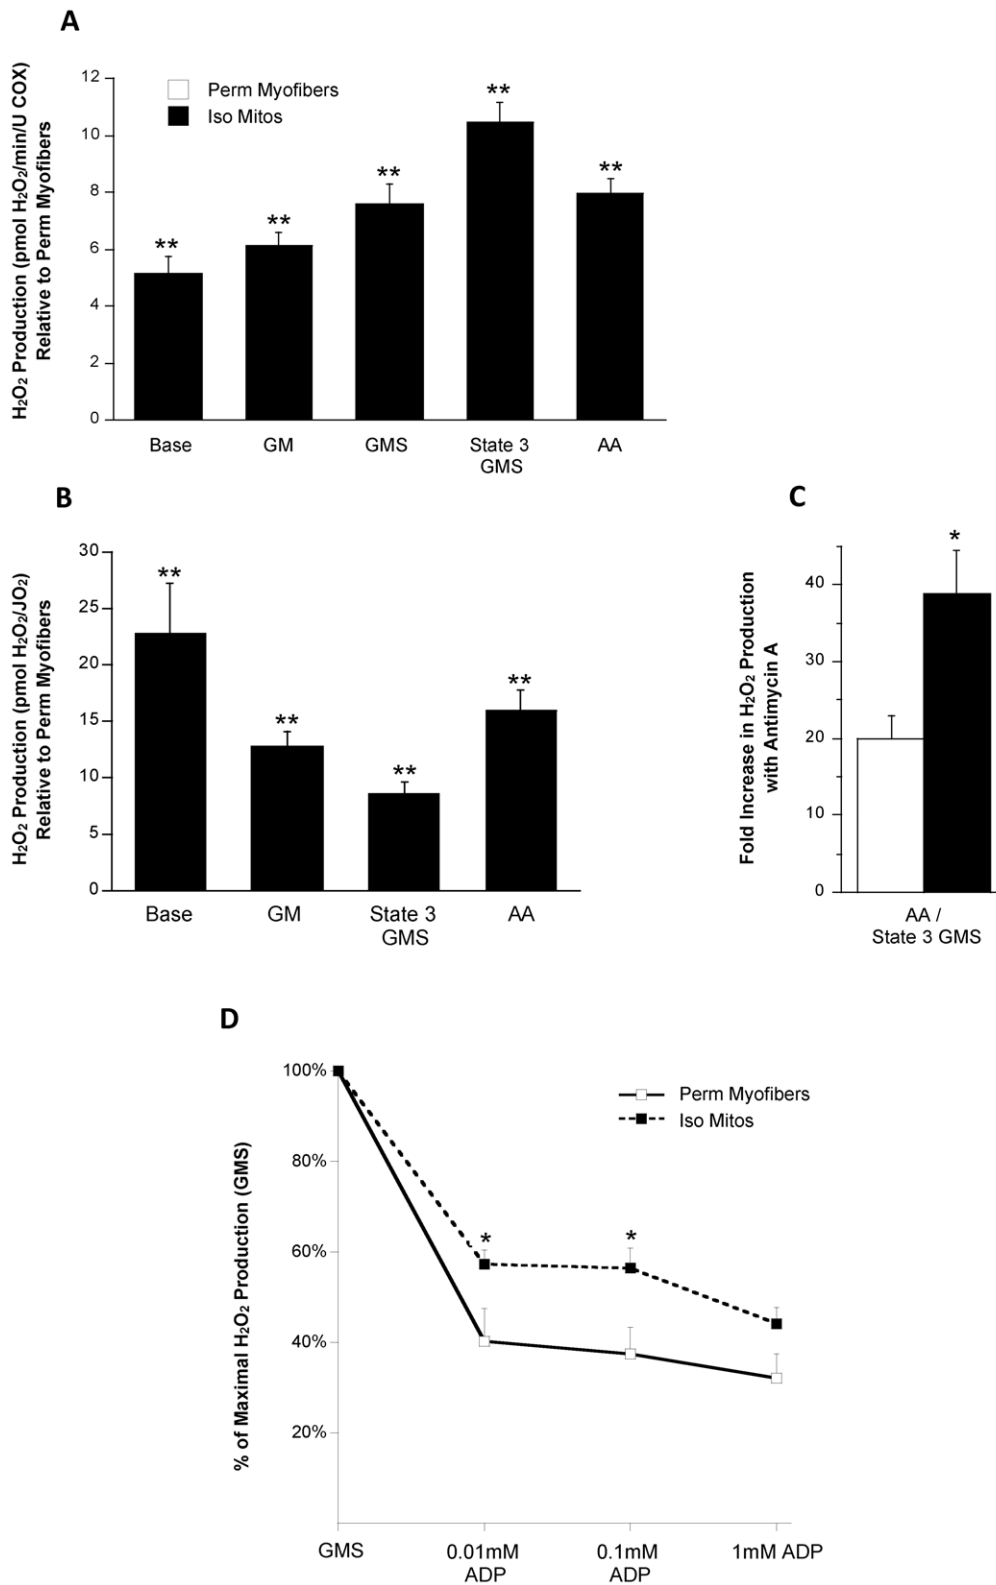 A
H₂O₂ Production (pmol H₂O₂/min/U COX)
Relative to Perm Myofibers
12
10
8
6
4
2
0
Perm Myofibers
Iso Mitos
**
**
**
**
**
Base
GM
GMS
State 3
GMS
AA
B
H₂O₂ Production (pmol H₂O₂/JO₂)
Relative to Perm Myofibers
30
25
20
15
10
5
0
**
**
**
**
Base
GM
State 3
GMS
AA
C
Fold Increase in H₂O₂ Production
with Antimycin A
40
30
20
10
0
*
AA /
State 3 GMS
D
% of Maximal H₂O₂ Production (GMS)
100%
80%
60%
40%
20%
Perm Myofibers
Iso Mitos
*
*
GMS
0.01mM
ADP
0.1mM
ADP
1mM ADP